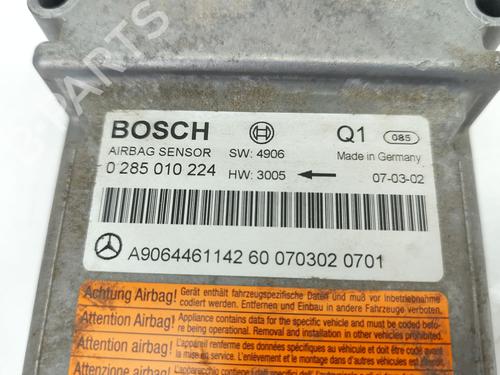 BOSCH
AIRBAG SENSOR SW: 4906 Q1 085
0 285 010 224 HW: 3005 Made in Germany
07-03-02
A9064461142 60 070302 0701
Achtung Airbag! Gerät enthält fahrzeugspezifische Daten und muß vor Inbetriebnahme
codiert werden. Entfernen und Einbau in andere Fahrzeuge verboten.
Attention Airbag! Appliance contains data for the specific vehicle and must be coded before
being operational. Removal and installation in other vehicles prohibited.
Attention airbag! L'appareil renferme des données spécifiques au véhicule et doit être codé avant
la mise en service. L'enlèvement et le montage dans d'autres véhicules
Attenzione airbag! L'apparecchio contiene